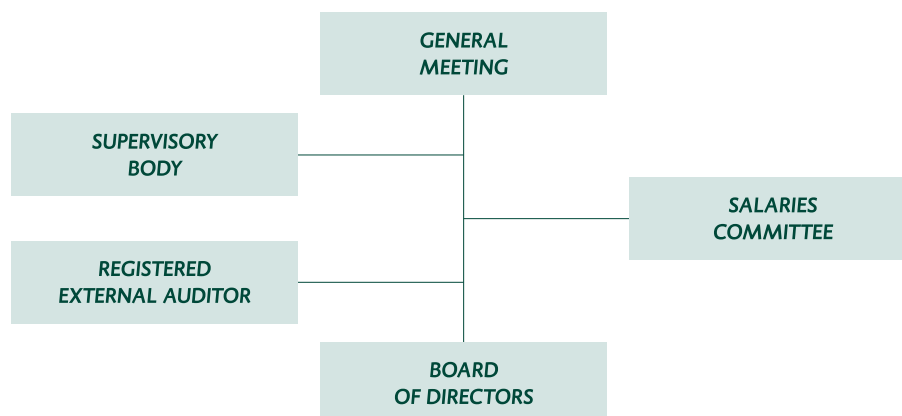 GENERAL
MEETING
SUPERVISORY
BODY
SALARIES
COMMITTEE
REGISTERED
EXTERNAL AUDITOR
BOARD
OF DIRECTORS